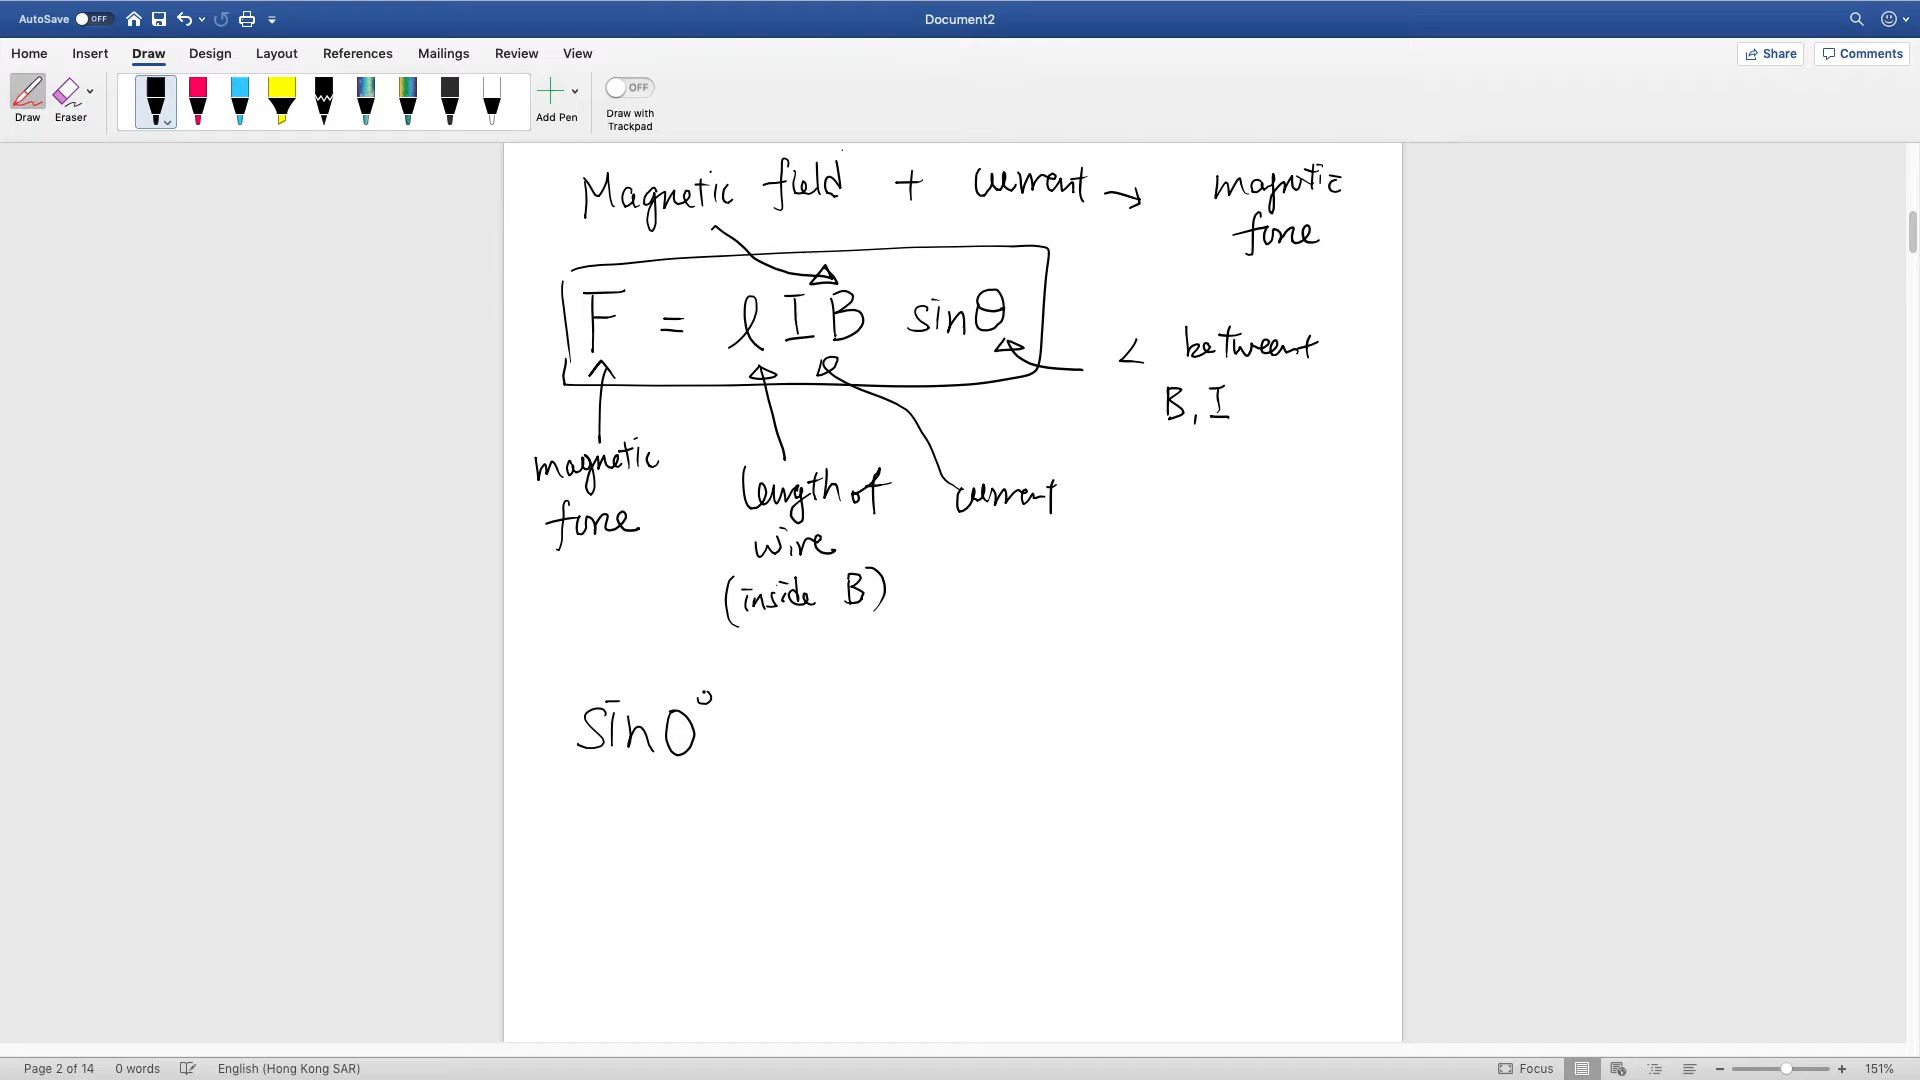 AutoSave OFF
Document2
Home Insert Draw Design Layout References Mailings Review View
Share Comments
Draw Eraser Add Pen OFF Draw with Trackpad
Magnetic field + current → magnetic
force
F = l I B sinθ
∠ between
B, I
magnetic
force
length of
wire
(inside B)
current
sin0°
Page 2 of 14 0 words English (Hong Kong SAR) Focus 151%